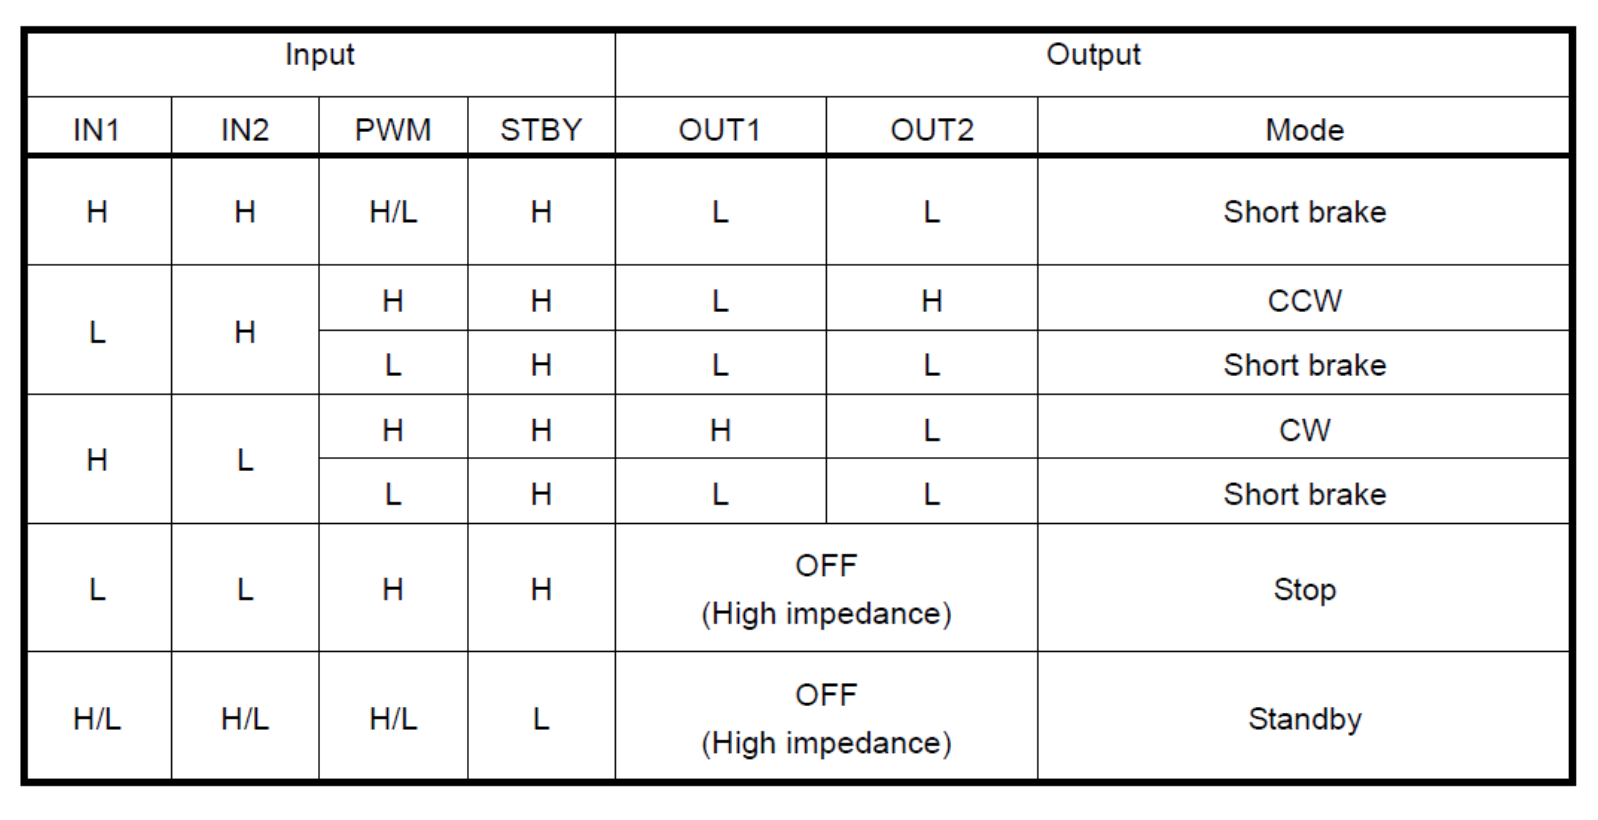 Input Output
IN1 IN2 PWM STBY OUT1 OUT2 Mode
H H H/L H L L Short brake
L H H H L H CCW
L H L L Short brake
H L H H H L CW
L H L L Short brake
L L H H OFF
(High impedance) Stop
H/L H/L H/L L OFF
(High impedance) Standby